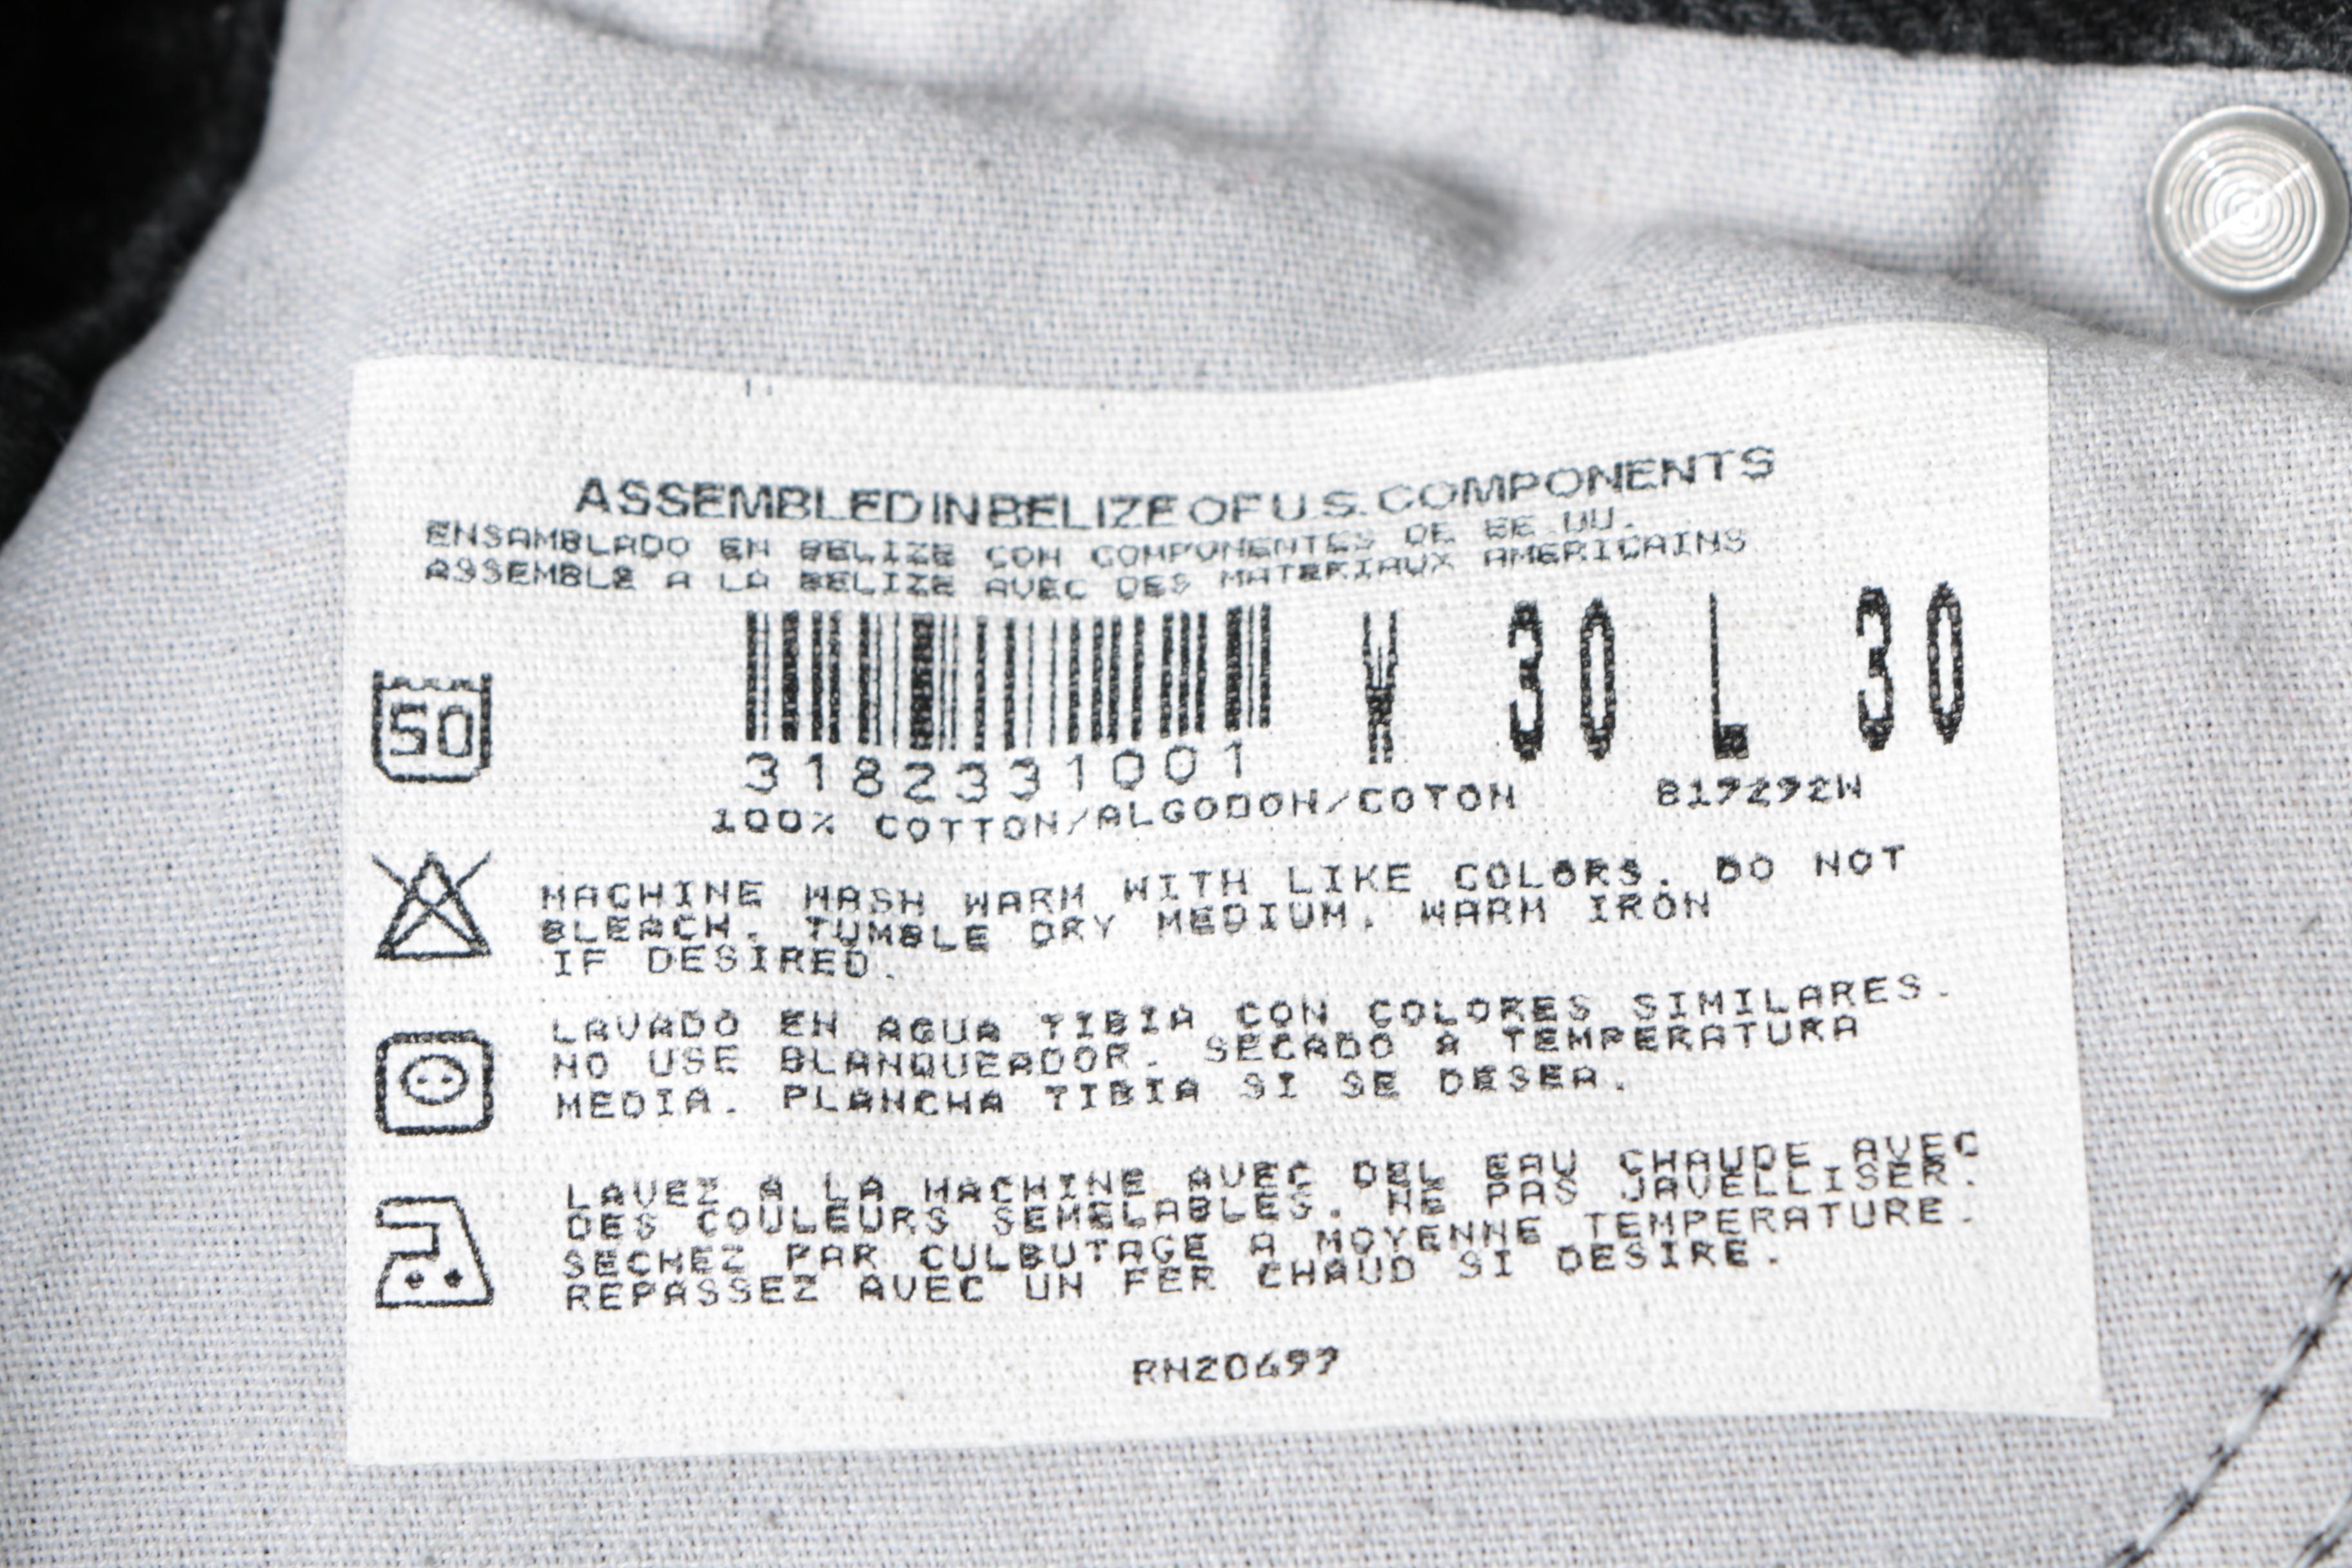 ASSEMBLED IN BELIZE OF U.S. COMPONENTS
ENSAMBLADO EN BELIZE CON COMPONENTES DE EE.UU.
ASSEMBLE A LA BELIZE AVEC DES MATERIAUX AMERICAINS
W 30 L 30
50
3182331001
100% COTTON/ALGODON/COTON 819292W
MACHINE WASH WARM WITH LIKE COLORS. DO NOT
BLEACH. TUMBLE DRY MEDIUM. WARM IRON
IF DESIRED.
LAVADO EN AGUA TIBIA CON COLORES SIMILARES.
NO USE BLANQUEADOR. SECADO A TEMPERATURA
MEDIA. PLANCHA TIBIA SI SE DESEA.
LAVEZ A LA MACHINE AVEC DEL EAU CHAUDE AVEC
DES COULEURS SEMELABLES. NE PAS JAVELLISER.
SECHEZ PAR CULBUTAGE A MOYENNE TEMPERATURE.
REPASSEZ AVEC UN FER CHAUD SI DESIRE.
RN20697